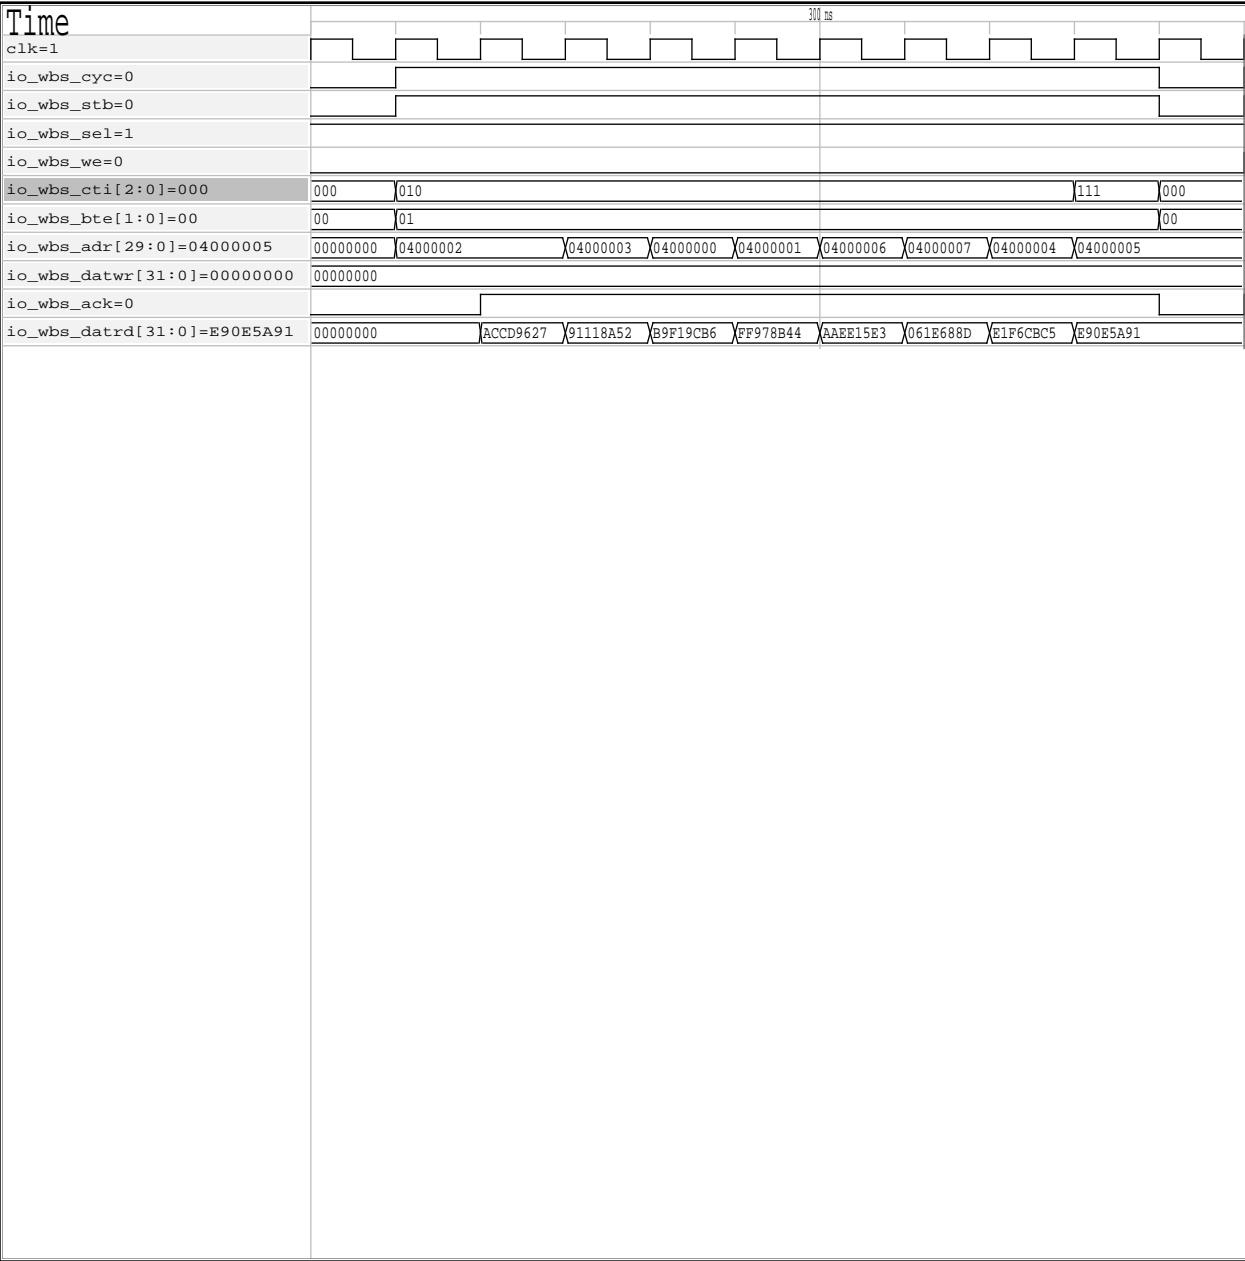 Time
300 ns
clk=1
io_wbs_cyc=0
io_wbs_stb=0
io_wbs_sel=1
io_wbs_we=0
io_wbs_cti[2:0]=000 000 010 111 000
io_wbs_bte[1:0]=00 00 01 00
io_wbs_adr[29:0]=04000005 00000000 04000002 04000003 04000000 04000001 04000006 04000007 04000004 04000005
io_wbs_datwr[31:0]=00000000 00000000
io_wbs_ack=0
io_wbs_datrd[31:0]=E90E5A91 00000000 ACCD9627 91118A52 B9F19CB6 FF978B44 AAEE15E3 061E688D E1F6CBC5 E90E5A91